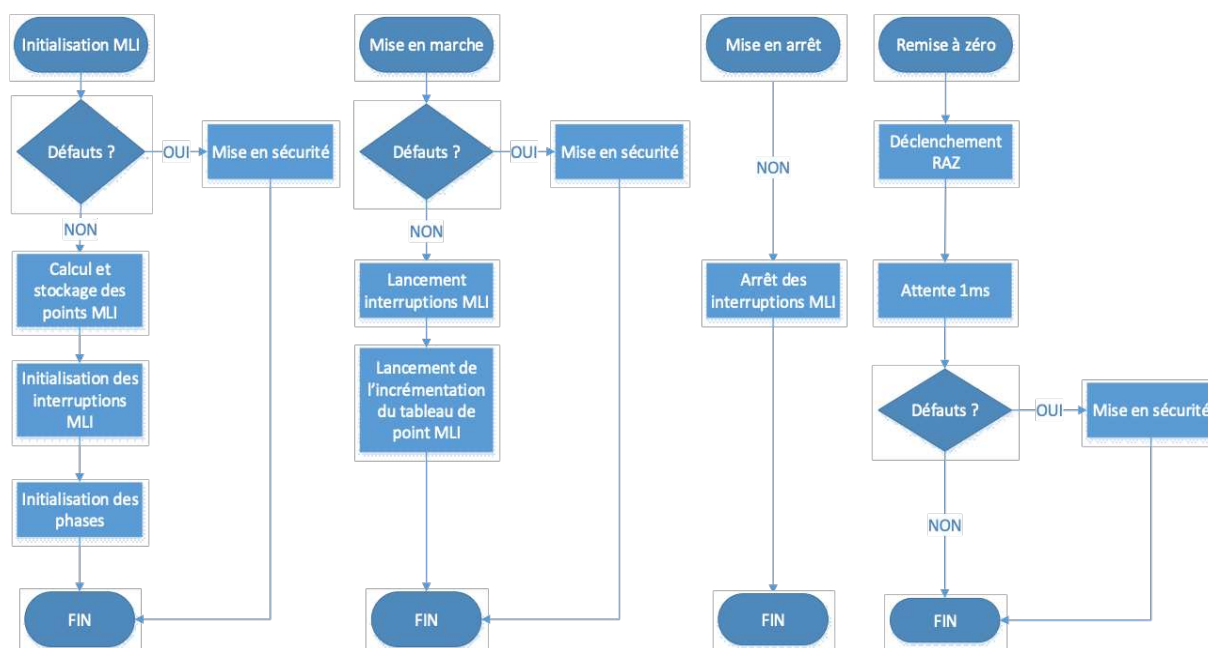 Initialisation MLI
Défauts ?
OUI
Mise en sécurité
NON
Calcul et
stockage des
points MLI
Initialisation des
interruptions
MLI
Initialisation des
phases
FIN
Mise en marche
Défauts ?
OUI
Mise en sécurité
NON
Lancement
interruptions MLI
Lancement de
l'incrémentation
du tableau de
point MLI
FIN
Mise en arrêt
NON
Arrêt des
interruptions MLI
FIN
Remise à zéro
Déclenchement
RAZ
Attente 1ms
Défauts ?
OUI
Mise en sécurité
NON
FIN